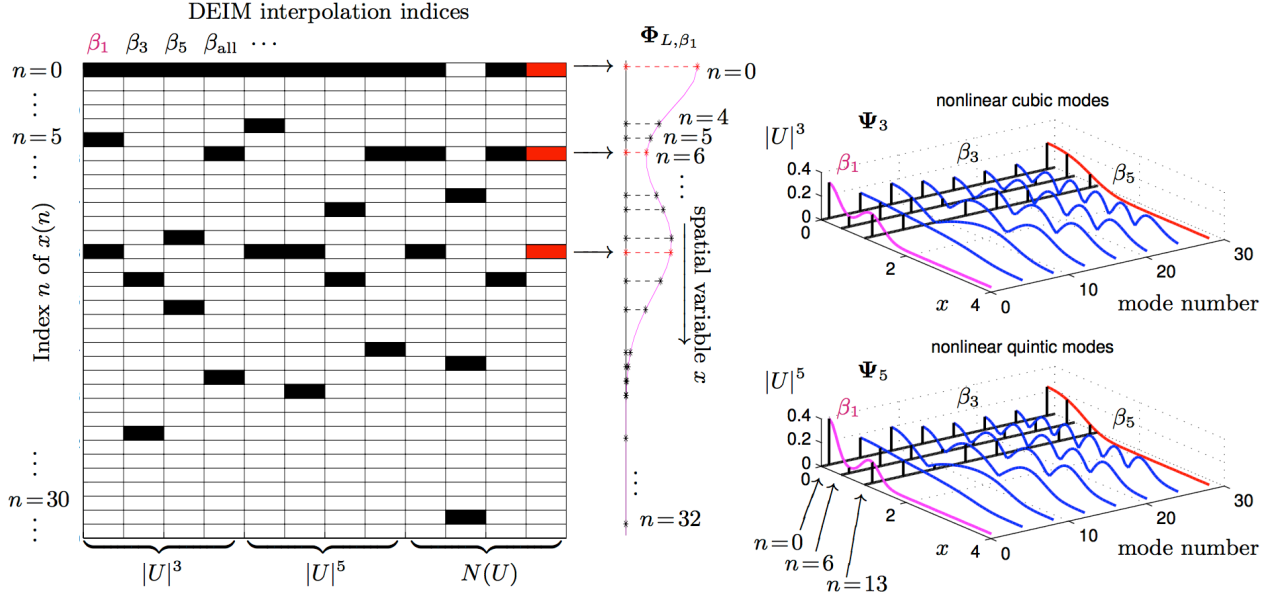 DEIM interpolation indices
β₁ β₃ β₅ β_all ⋯
n=0
⋮
n=5
⋮
Index n of x(n)
⋮
n=30
⋮
|U|³ |U|⁵ N(U)
Φ_{L,β₁}
n=0
n=4
n=5
n=6
⋮
spatial variable x
⋮
n=32
nonlinear cubic modes
Ψ₃
|U|³
β₁
β₃
β₅
0.4
0.2
0
0
2
4
x
0
10
20
30
mode number
nonlinear quintic modes
Ψ₅
|U|⁵
β₁
β₃
β₅
0.4
0.2
0
0
2
4
x
0
10
20
30
mode number
n=0
n=6
n=13